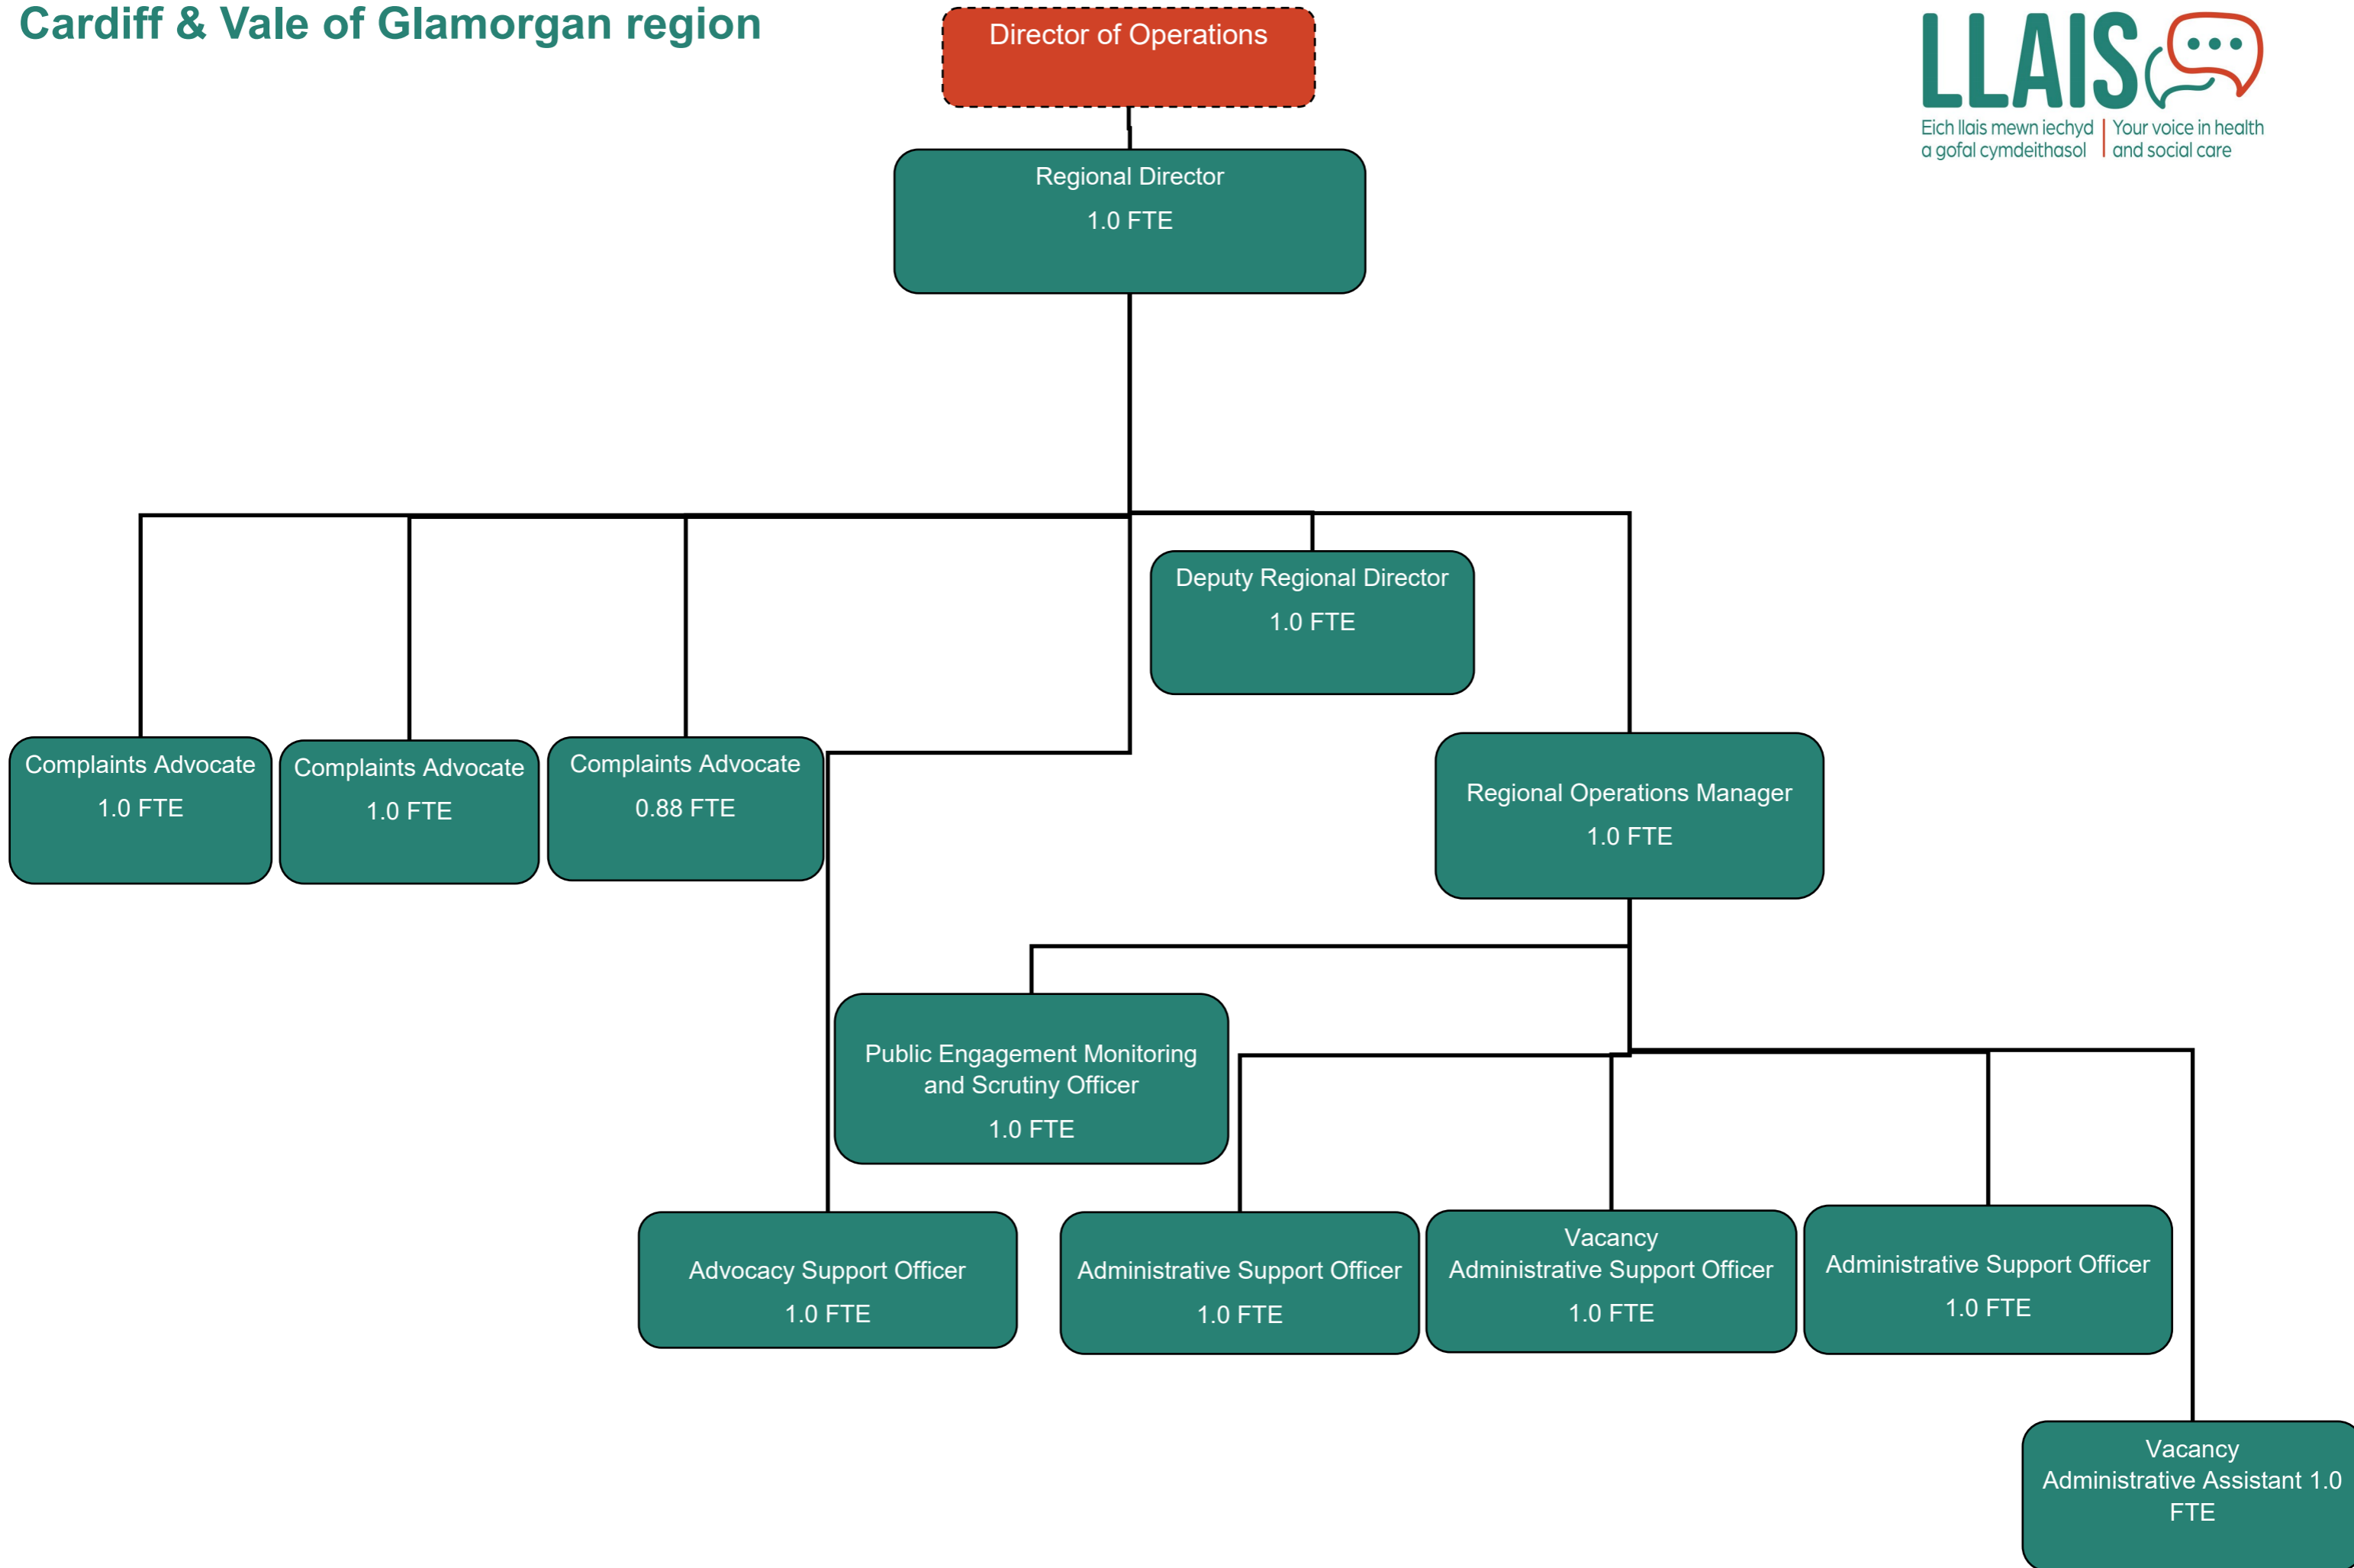 Cardiff & Vale of Glamorgan region
Director of Operations
LLAIS
Eich llais mewn iechyd
a gofal cymdeithasol
Your voice in health
and social care
Regional Director
1.0 FTE
Deputy Regional Director
1.0 FTE
Complaints Advocate
1.0 FTE
Complaints Advocate
1.0 FTE
Complaints Advocate
0.88 FTE
Regional Operations Manager
1.0 FTE
Public Engagement Monitoring
and Scrutiny Officer
1.0 FTE
Advocacy Support Officer
1.0 FTE
Administrative Support Officer
1.0 FTE
Vacancy
Administrative Support Officer
1.0 FTE
Administrative Support Officer
1.0 FTE
Vacancy
Administrative Assistant 1.0
FTE